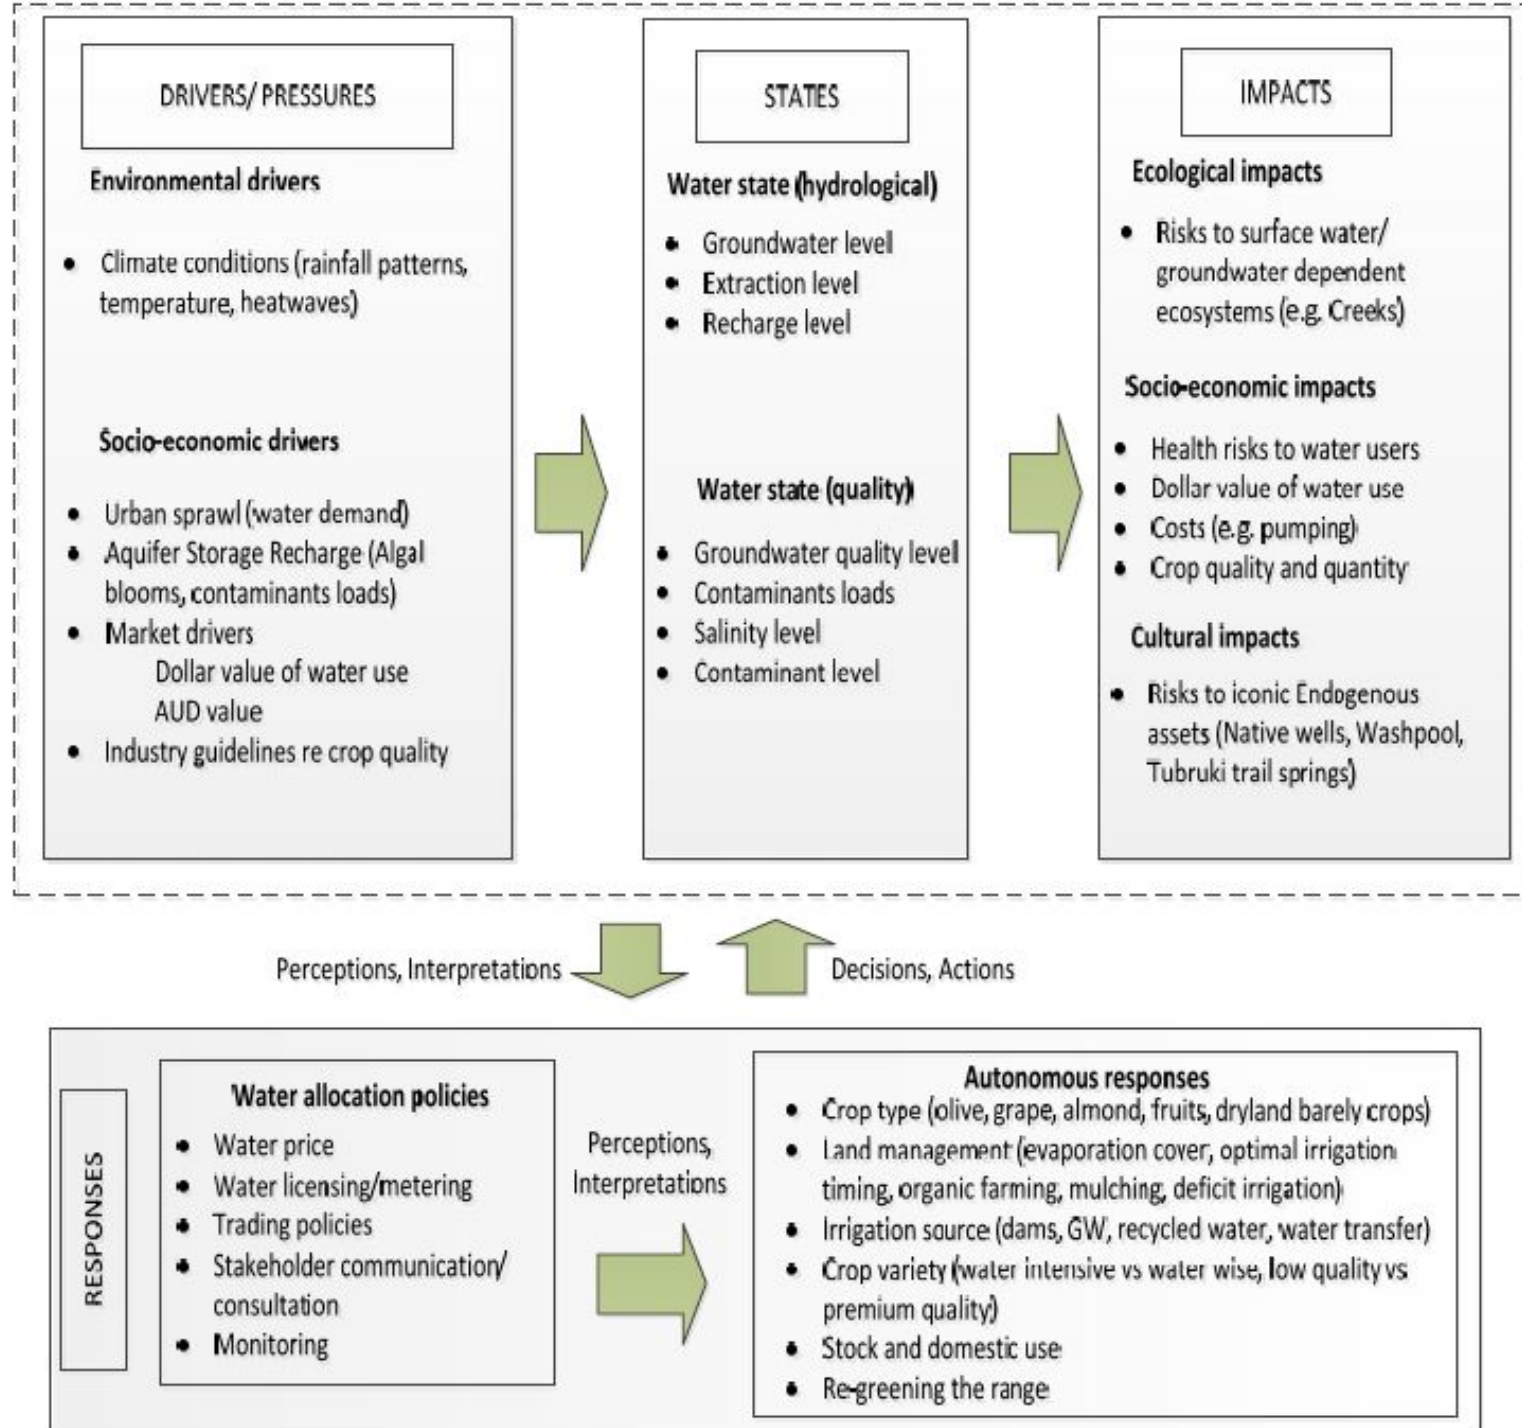 DRIVERS/ PRESSURES
Environmental drivers
• Climate conditions (rainfall patterns,
temperature, heatwaves)
Socio-economic drivers
• Urban sprawl (water demand)
• Aquifer Storage Recharge (Algal
blooms, contaminants loads)
• Market drivers
Dollar value of water use
AUD value
• Industry guidelines re crop quality
STATES
Water state (hydrological)
• Groundwater level
• Extraction level
• Recharge level
Water state (quality)
• Groundwater quality level
• Contaminants loads
• Salinity level
• Contaminant level
IMPACTS
Ecological impacts
• Risks to surface water/
groundwater dependent
ecosystems (e.g. Creeks)
Socio-economic impacts
• Health risks to water users
• Dollar value of water use
• Costs (e.g. pumping)
• Crop quality and quantity
Cultural impacts
• Risks to iconic Endogenous
assets (Native wells, Washpool,
Tubruki trail springs)
Perceptions, Interpretations
Decisions, Actions
RESPONSES
Water allocation policies
• Water price
• Water licensing/metering
• Trading policies
• Stakeholder communication/
consultation
• Monitoring
Perceptions,
Interpretations
Autonomous responses
• Crop type (olive, grape, almond, fruits, dryland barely crops)
• Land management (evaporation cover, optimal irrigation
timing, organic farming, mulching, deficit irrigation)
• Irrigation source (dams, GW, recycled water, water transfer)
• Crop variety (water intensive vs water wise, low quality vs
premium quality)
• Stock and domestic use
• Re-greening the range